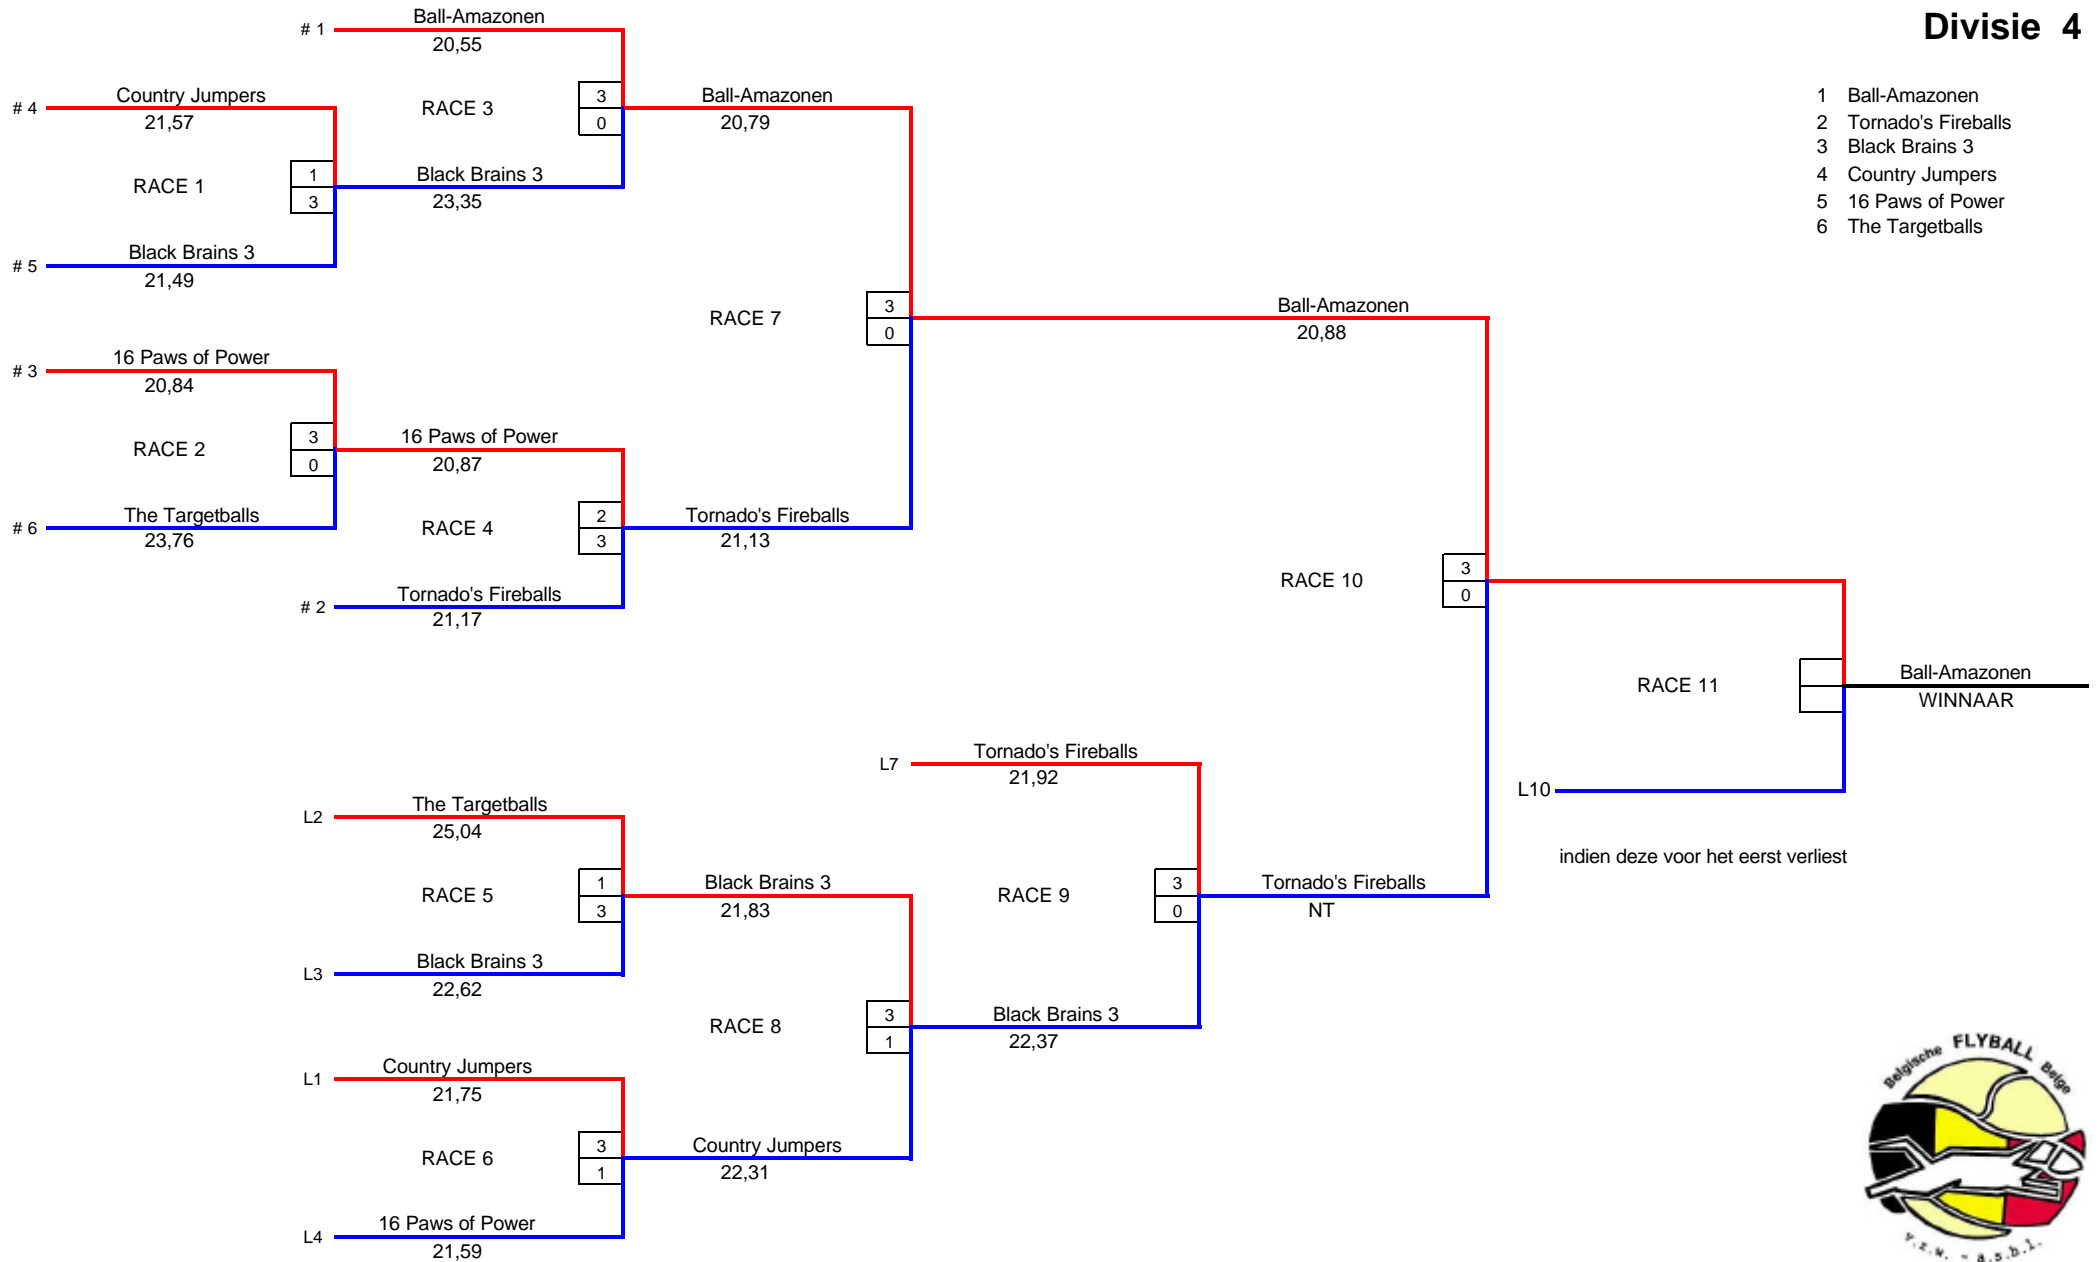 Divisie 4
1 Ball-Amazonen
2 Tornado's Fireballs
3 Black Brains 3
4 Country Jumpers
5 16 Paws of Power
6 The Targetballs
# 1
Ball-Amazonen
20,55
# 4
Country Jumpers
21,57
RACE 3
3
0
Ball-Amazonen
20,79
RACE 1
1
3
Black Brains 3
23,35
# 5
Black Brains 3
21,49
RACE 7
3
0
Ball-Amazonen
20,88
# 3
16 Paws of Power
20,84
RACE 2
3
0
16 Paws of Power
20,87
# 6
The Targetballs
23,76
RACE 4
2
3
Tornado's Fireballs
21,13
# 2
Tornado's Fireballs
21,17
RACE 10
3
0
RACE 11
Ball-Amazonen
WINNAAR
L7
Tornado's Fireballs
21,92
L10
indien deze voor het eerst verliest
L2
The Targetballs
25,04
RACE 5
1
3
Black Brains 3
21,83
RACE 9
3
0
Tornado's Fireballs
NT
L3
Black Brains 3
22,62
RACE 8
3
1
Black Brains 3
22,37
L1
Country Jumpers
21,75
RACE 6
3
1
Country Jumpers
22,31
L4
16 Paws of Power
21,59
Belgische FLYBALL Belge
v.z.w. - a.s.b.l.